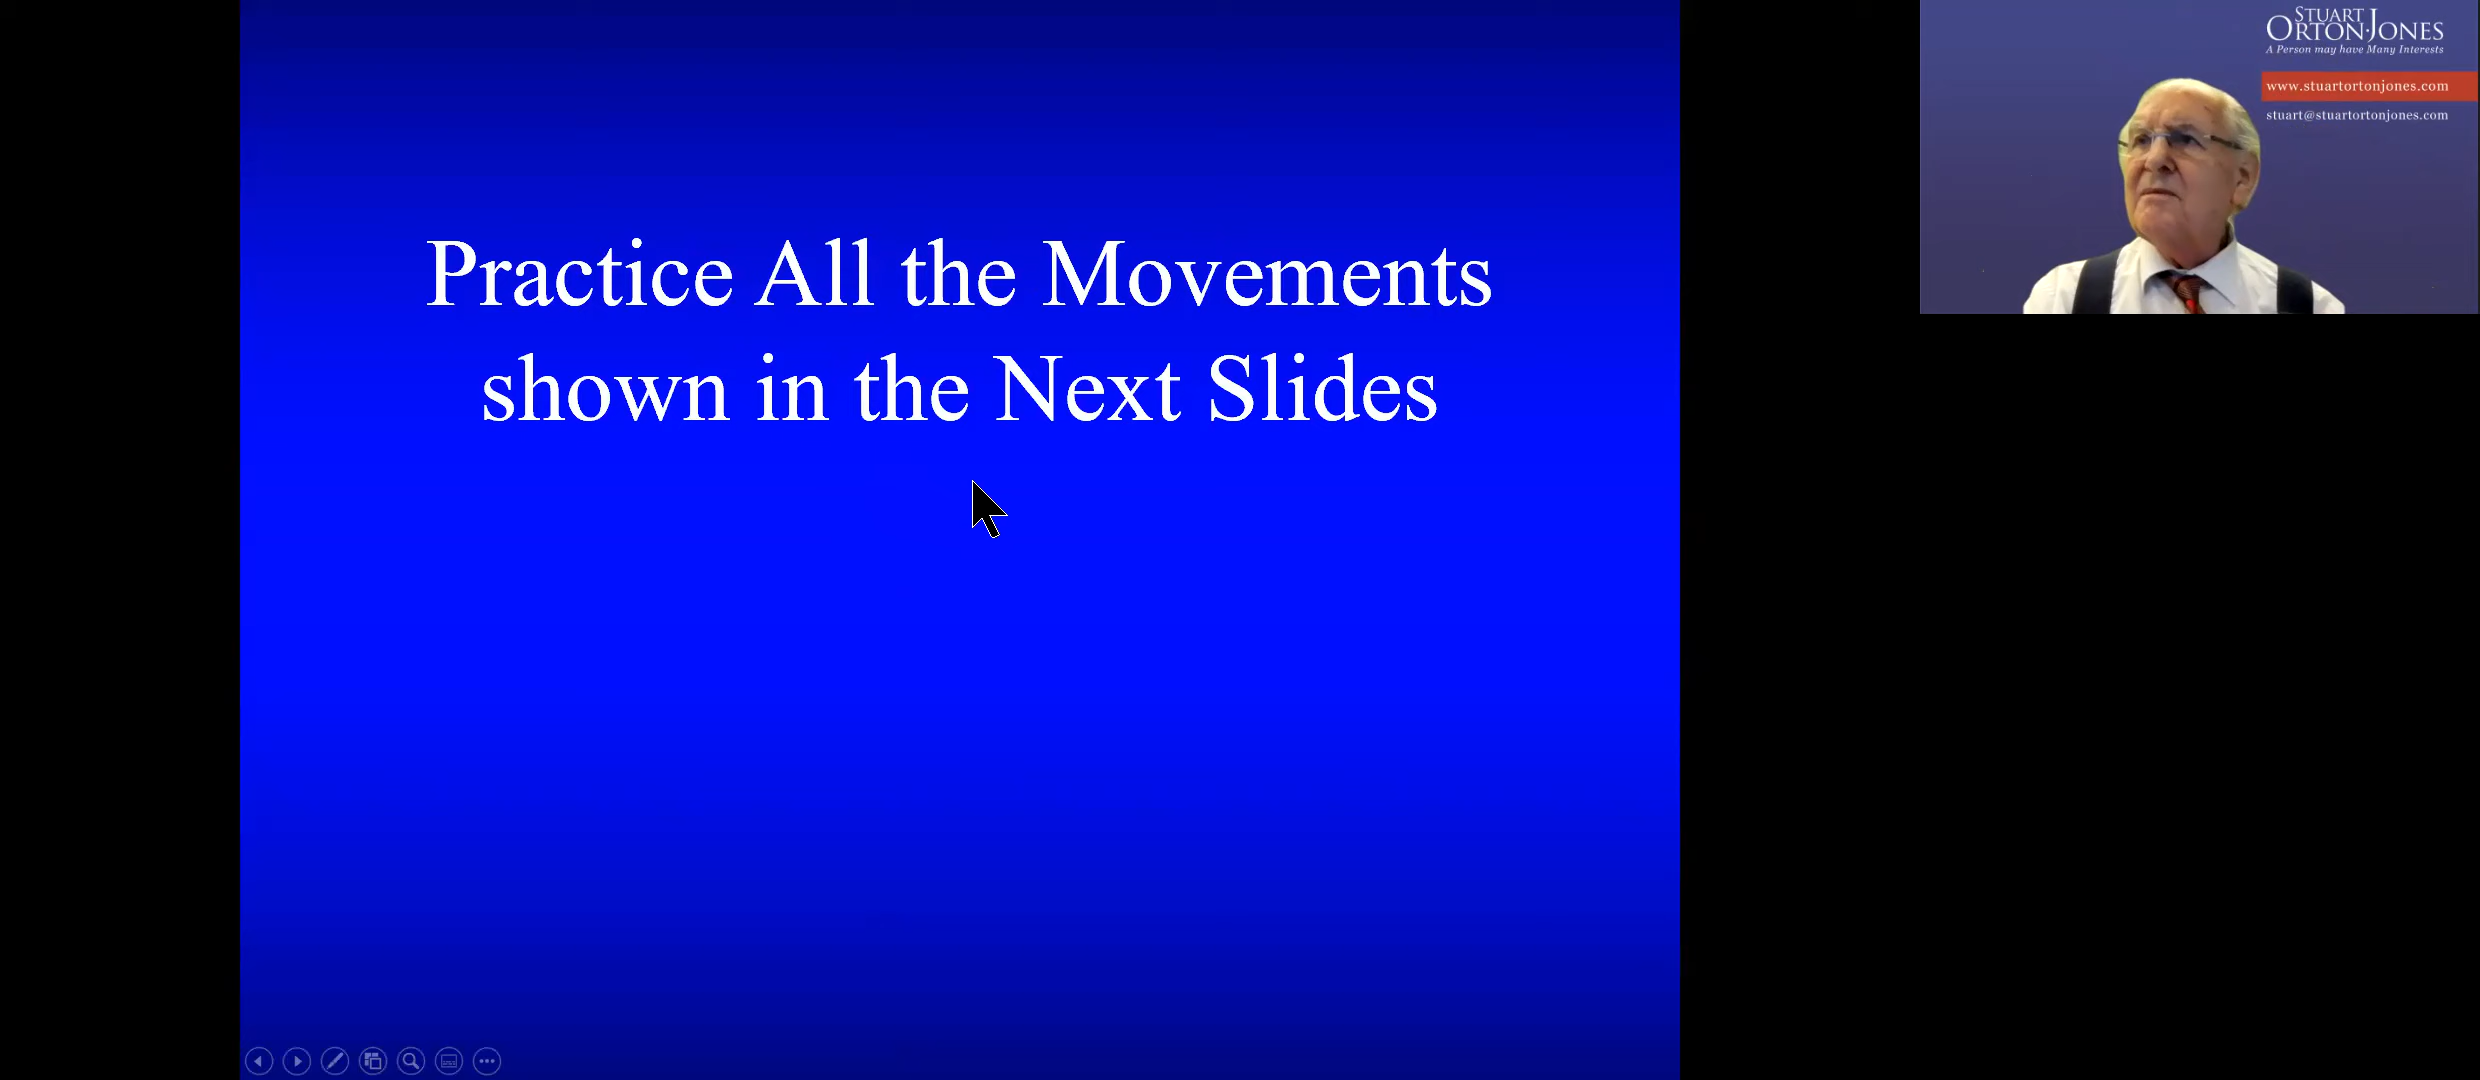 Practice All the Movements
shown in the Next Slides
STUART
ORTON-JONES
A Person may have Many Interests
www.stuartortonjones.com
stuart@stuartortonjones.com